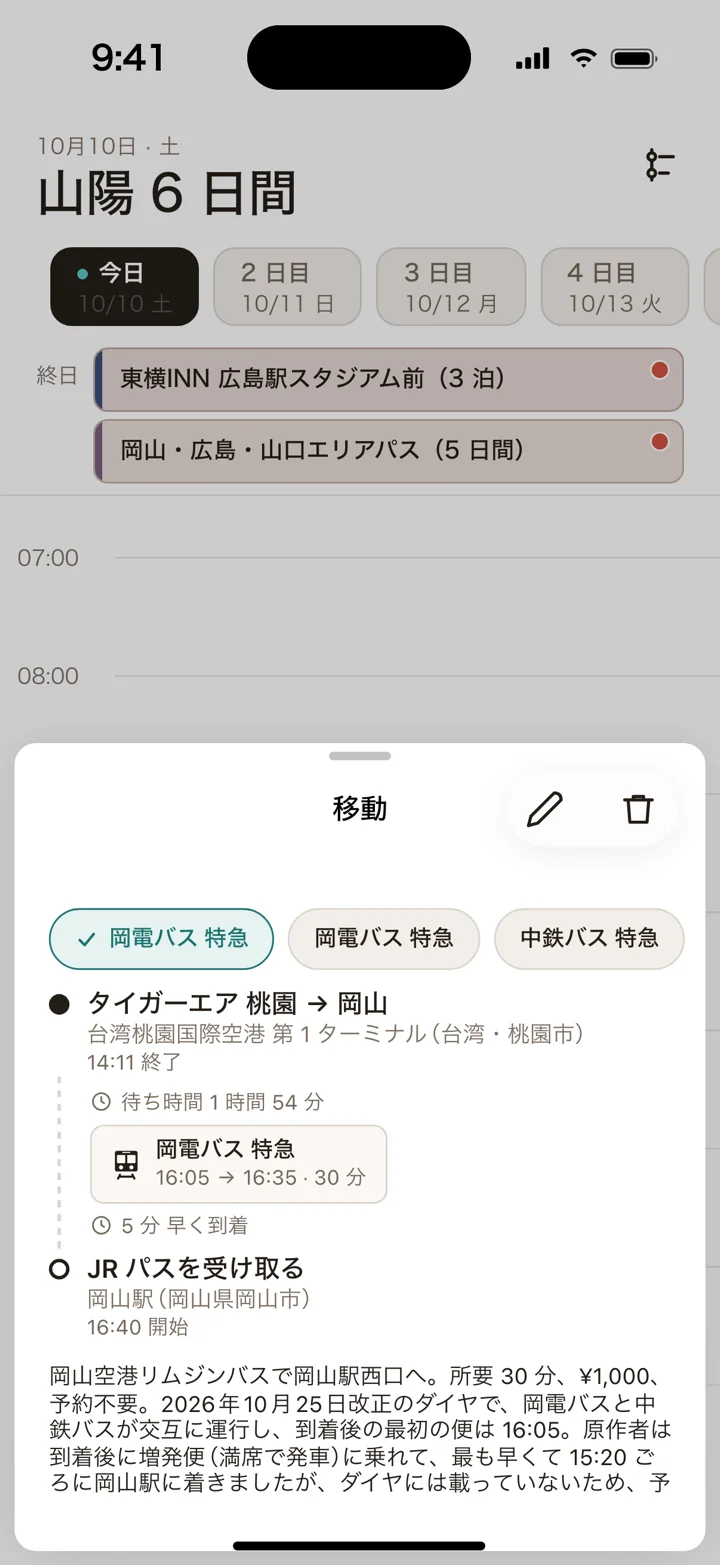 9:41
10月10日 · 土
山陽 6 日間
今日
10/10 土
2 日目
10/11 日
3 日目
10/12 月
4 日目
10/13 火
終日
東横INN 広島駅スタジアム前（3 泊）
岡山・広島・山口エリアパス（5 日間）
07:00
08:00
移動
岡電バス 特急
岡電バス 特急
中鉄バス 特急
タイガーエア 桃園 → 岡山
台湾桃園国際空港 第 1 ターミナル（台湾・桃園市）
14:11 終了
待ち時間 1 時間 54 分
岡電バス 特急
16:05 → 16:35 · 30 分
5 分 早く到着
JR パスを受け取る
岡山駅（岡山県岡山市）
16:40 開始
岡山空港リムジンバスで岡山駅西口へ。所要 30 分、¥1,000、
予約不要。2026年10月25日改正のダイヤで、岡電バスと中
鉄バスが交互に運行し、到着後の最初の便は 16:05。原作者は
到着後に増発便（満席で発車）に乗れて、最も早くて 15:20 ご
ろに岡山駅に着きましたが、ダイヤには載っていないため、予